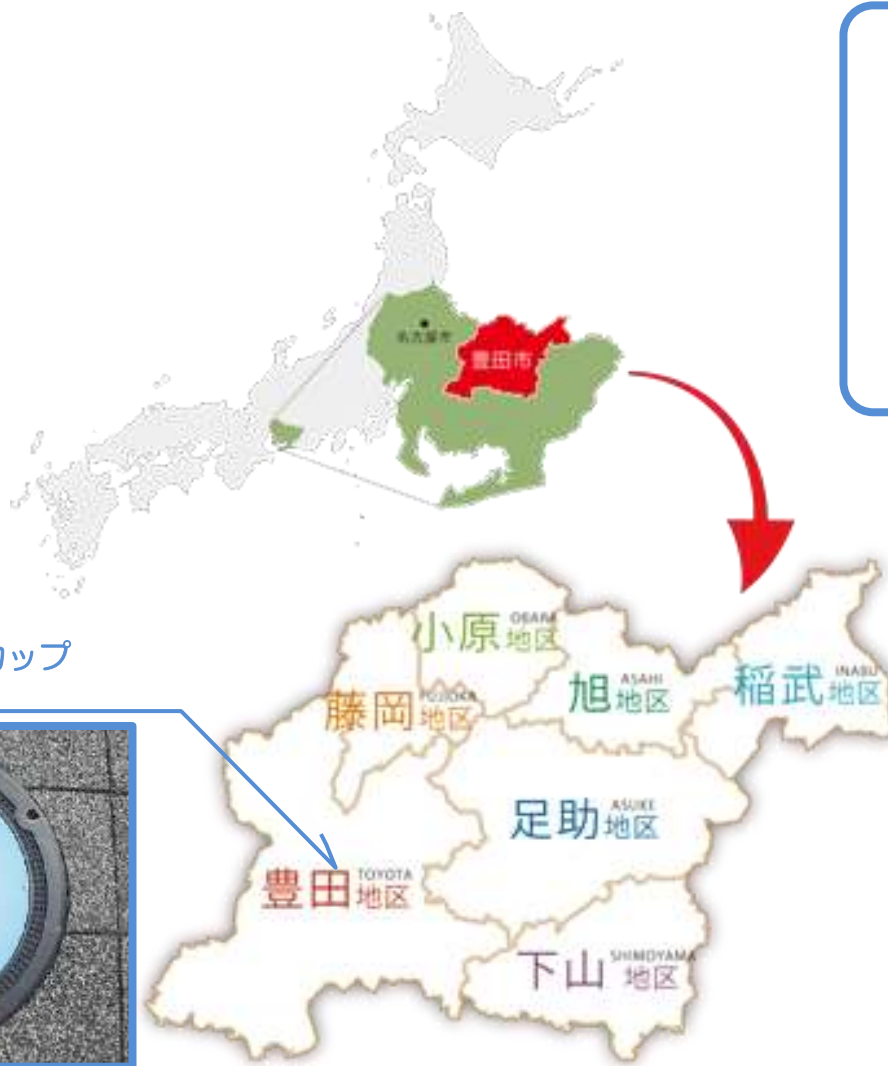 名古屋市
豊田市
カップ
OBARA
小原地区
FUJIOKA
藤岡地区
ASAHI
旭地区
INABU
稲武地区
ASUKE
足助地区
TOYOTA
豊田地区
SHIMOYAMA
下山地区